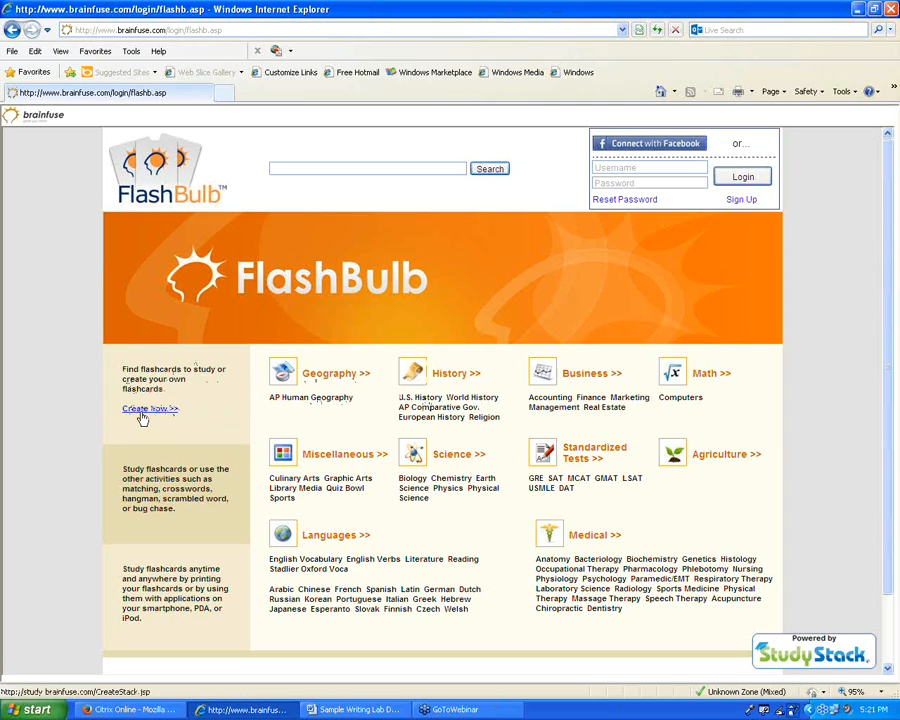 http://www.brainfuse.com/login/flashb.asp - Windows Internet Explorer
http://www.brainfuse.com/login/flashb.asp
Live Search
File Edit View Favorites Tools Help
Favorites Suggested Sites Web Slice Gallery Customize Links Free Hotmail Windows Marketplace Windows Media Windows
http://www.brainfuse.com/login/flashb.asp
Page Safety Tools
brainfuse
FlashBulb™
Search
Connect with Facebook or...
Username
Password
Login
Reset Password Sign Up
FlashBulb
Find flashcards to study or
create your own
flashcards.
Create Now >>
Study flashcards or use the
other activities such as
matching, crosswords,
hangman, scrambled word,
or bug chase.
Study flashcards anytime
and anywhere by printing
your flashcards or by using
them with applications on
your smartphone, PDA, or
iPod.
Geography >>
AP Human Geography
History >>
U.S. History World History
AP Comparative Gov.
European History Religion
Business >>
Accounting Finance Marketing
Management Real Estate
Math >>
Computers
Miscellaneous >>
Culinary Arts Graphic Arts
Library Media Quiz Bowl
Sports
Science >>
Biology Chemistry Earth
Science Physics Physical
Science
Standardized
Tests >>
GRE SAT MCAT GMAT LSAT
USMLE DAT
Agriculture >>
Languages >>
English Vocabulary English Verbs Literature Reading
Stadlier Oxford Voca
Arabic Chinese French Spanish Latin German Dutch
Russian Korean Portuguese Italian Greek Hebrew
Japanese Esperanto Slovak Finnish Czech Welsh
Medical >>
Anatomy Bacteriology Biochemistry Genetics Histology
Occupational Therapy Pharmacology Phlebotomy Nursing
Physiology Psychology Paramedic/EMT Respiratory Therapy
Laboratory Science Radiology Sports Medicine Physical
Therapy Massage Therapy Speech Therapy Acupuncture
Chiropractic Dentistry
Powered by
StudyStack
http://study.brainfuse.com/CreateStack.jsp
Unknown Zone (Mixed)
95%
start
Citrix Online - Mozilla ...
http://www.brainfus...
Sample Writing Lab D...
GoToWebinar
5:21 PM